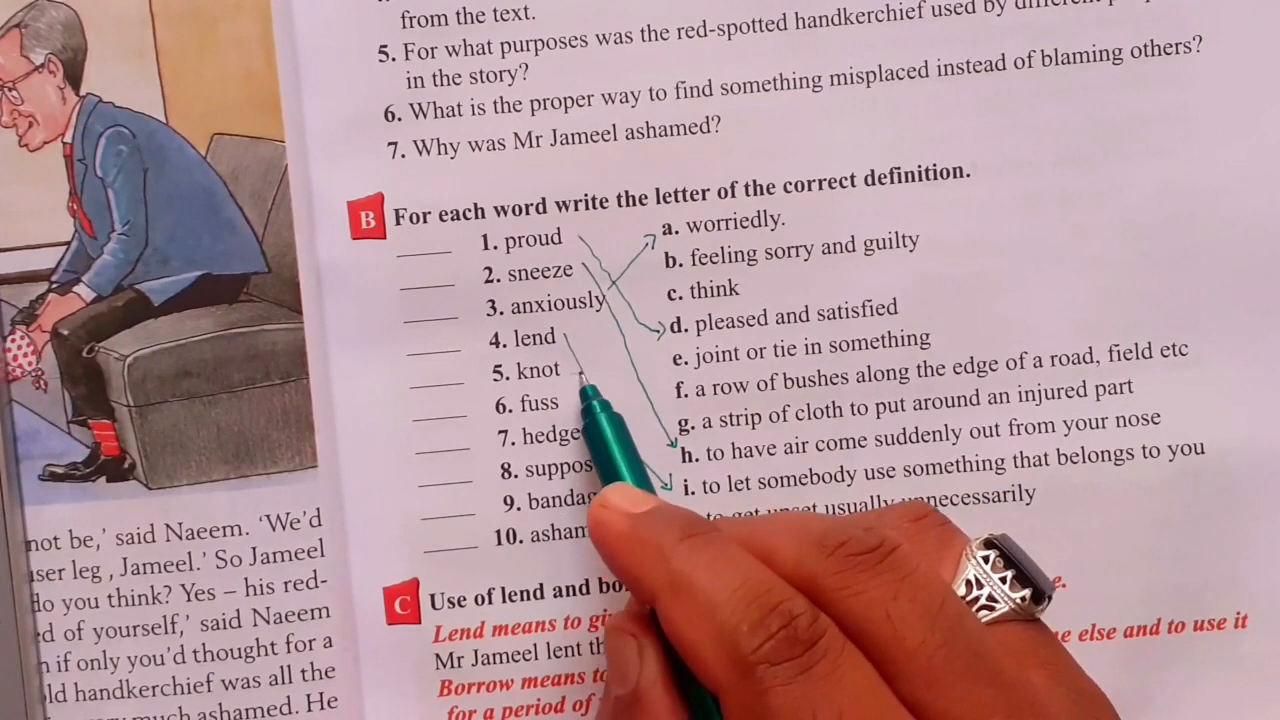 from the text.
5. For what purposes was the red-spotted handkerchief used by different
in the story?
6. What is the proper way to find something misplaced instead of blaming others?
7. Why was Mr Jameel ashamed?
B For each word write the letter of the correct definition.
1. proud
2. sneeze
3. anxiously
4. lend
5. knot
6. fuss
7. hedge
8. suppos
9. bandag
10. asham
a. worriedly.
b. feeling sorry and guilty
c. think
d. pleased and satisfied
e. joint or tie in something
f. a row of bushes along the edge of a road, field etc
g. a strip of cloth to put around an injured part
h. to have air come suddenly out from your nose
i. to let somebody use something that belongs to you
to get upset usually unnecessarily
C Use of lend and bo
Lend means to gi e.
Mr Jameel lent th
Borrow means to e else and to use it
for a period of
not be,' said Naeem. 'We'd
ser leg , Jameel.' So Jameel
do you think? Yes – his red-
d of yourself,' said Naeem
if only you'd thought for a
ld handkerchief was all the
much ashamed. He